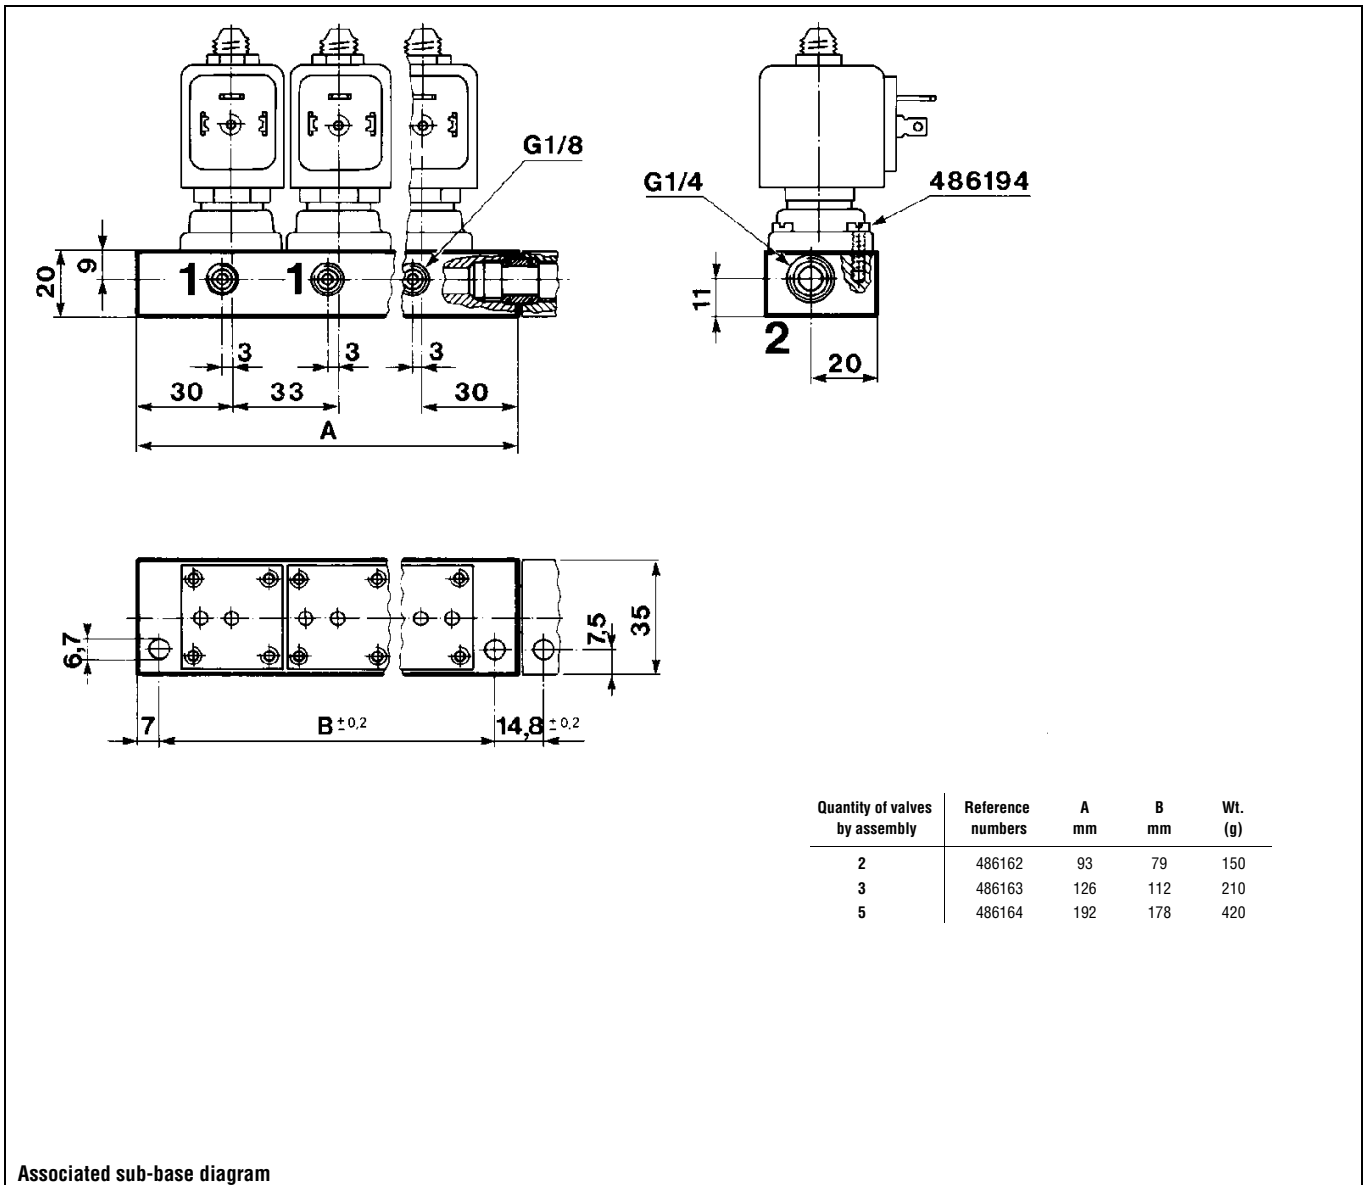 G1/8
G1/4
486194
20
9
1
1
11
2
20
3
3
3
30
33
30
A
6,7
7,5
35
7
B ± 0,2
14,8 ± 0,2
Quantity of valves by assembly
Reference numbers
A mm
B mm
Wt. (g)
2 486162 93 79 150
3 486163 126 112 210
5 486164 192 178 420
Associated sub-base diagram